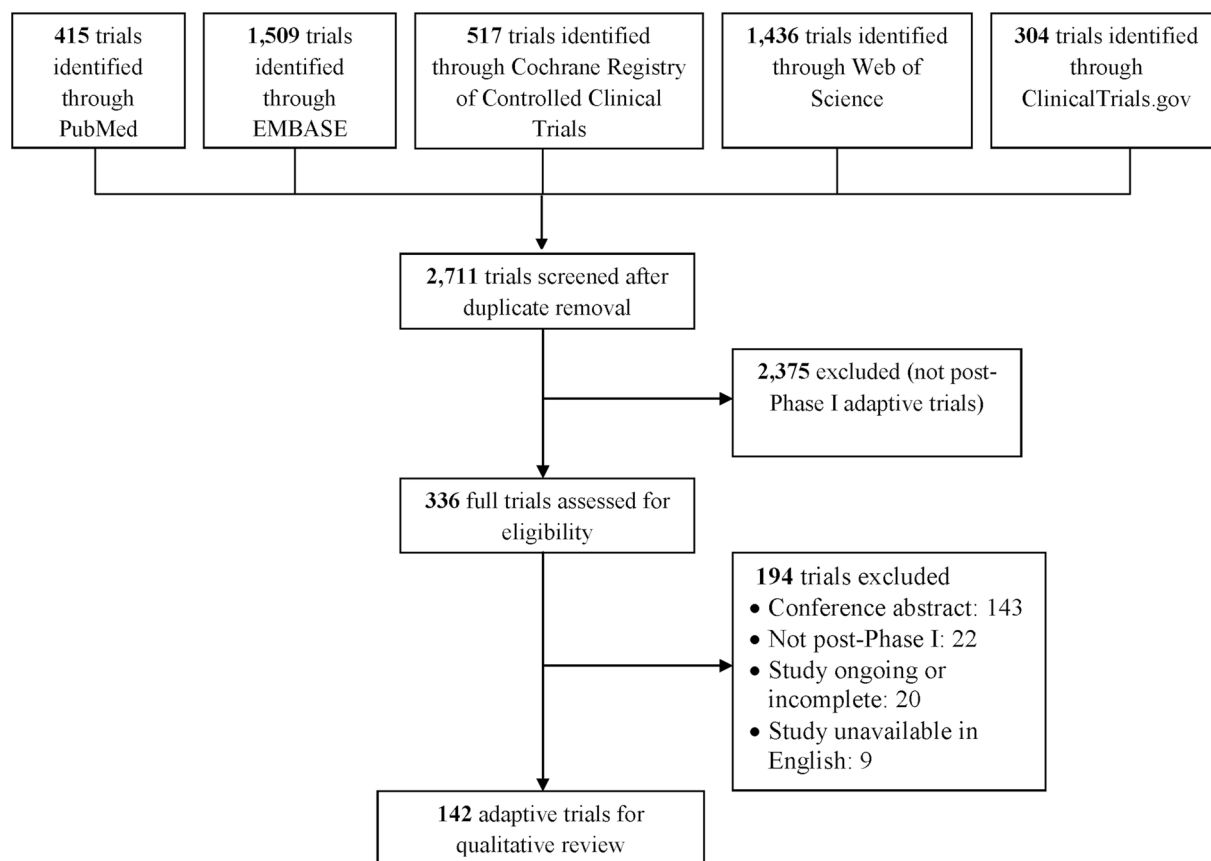 415 trials
identified
through
PubMed
1,509 trials
identified
through
EMBASE
517 trials identified
through Cochrane Registry
of Controlled Clinical
Trials
1,436 trials identified
through Web of
Science
304 trials identified
through
ClinicalTrials.gov
2,711 trials screened after
duplicate removal
2,375 excluded (not post-
Phase I adaptive trials)
336 full trials assessed for
eligibility
194 trials excluded
• Conference abstract: 143
• Not post-Phase I: 22
• Study ongoing or
incomplete: 20
• Study unavailable in
English: 9
142 adaptive trials for
qualitative review